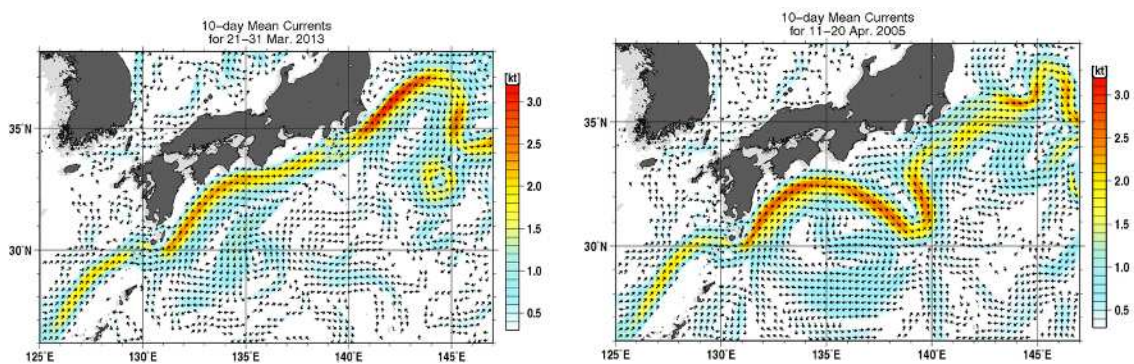 10-day Mean Currents
for 21-31 Mar. 2013
[kt]
3.0
2.5
2.0
1.5
1.0
0.5
35˚N
30˚N
125˚E
130˚E
135˚E
140˚E
145˚E
10-day Mean Currents
for 11-20 Apr. 2005
[kt]
3.0
2.5
2.0
1.5
1.0
0.5
35˚N
30˚N
125˚E
130˚E
135˚E
140˚E
145˚E